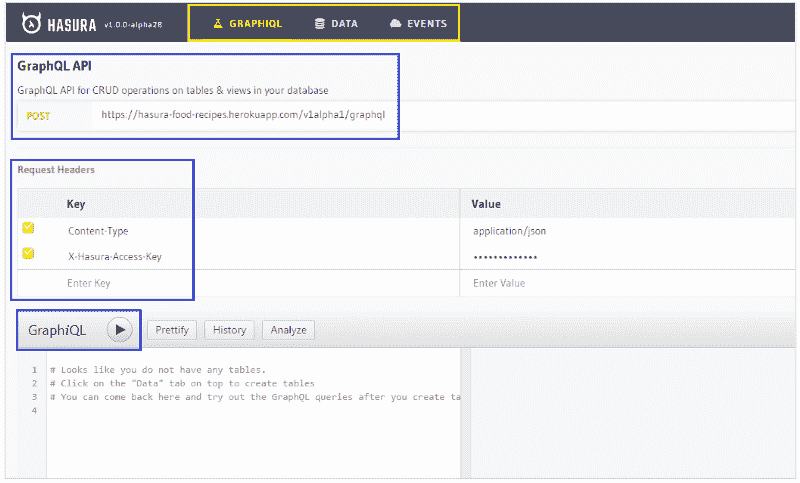 HASURA v1.0.0-alpha28 GRAPHIQL DATA EVENTS
GraphQL API
GraphQL API for CRUD operations on tables & views in your database
POST https://hasura-food-recipes.herokuapp.com/v1alpha1/graphql
Request Headers
Key Value
Content-Type application/json
X-Hasura-Access-Key •••••••••••••
Enter Key Enter Value
GraphiQL Prettify History Analyze
1 # Looks like you do not have any tables.
2 # Click on the "Data" tab on top to create tables
3 # You can come back here and try out the GraphQL queries after you create ta
4